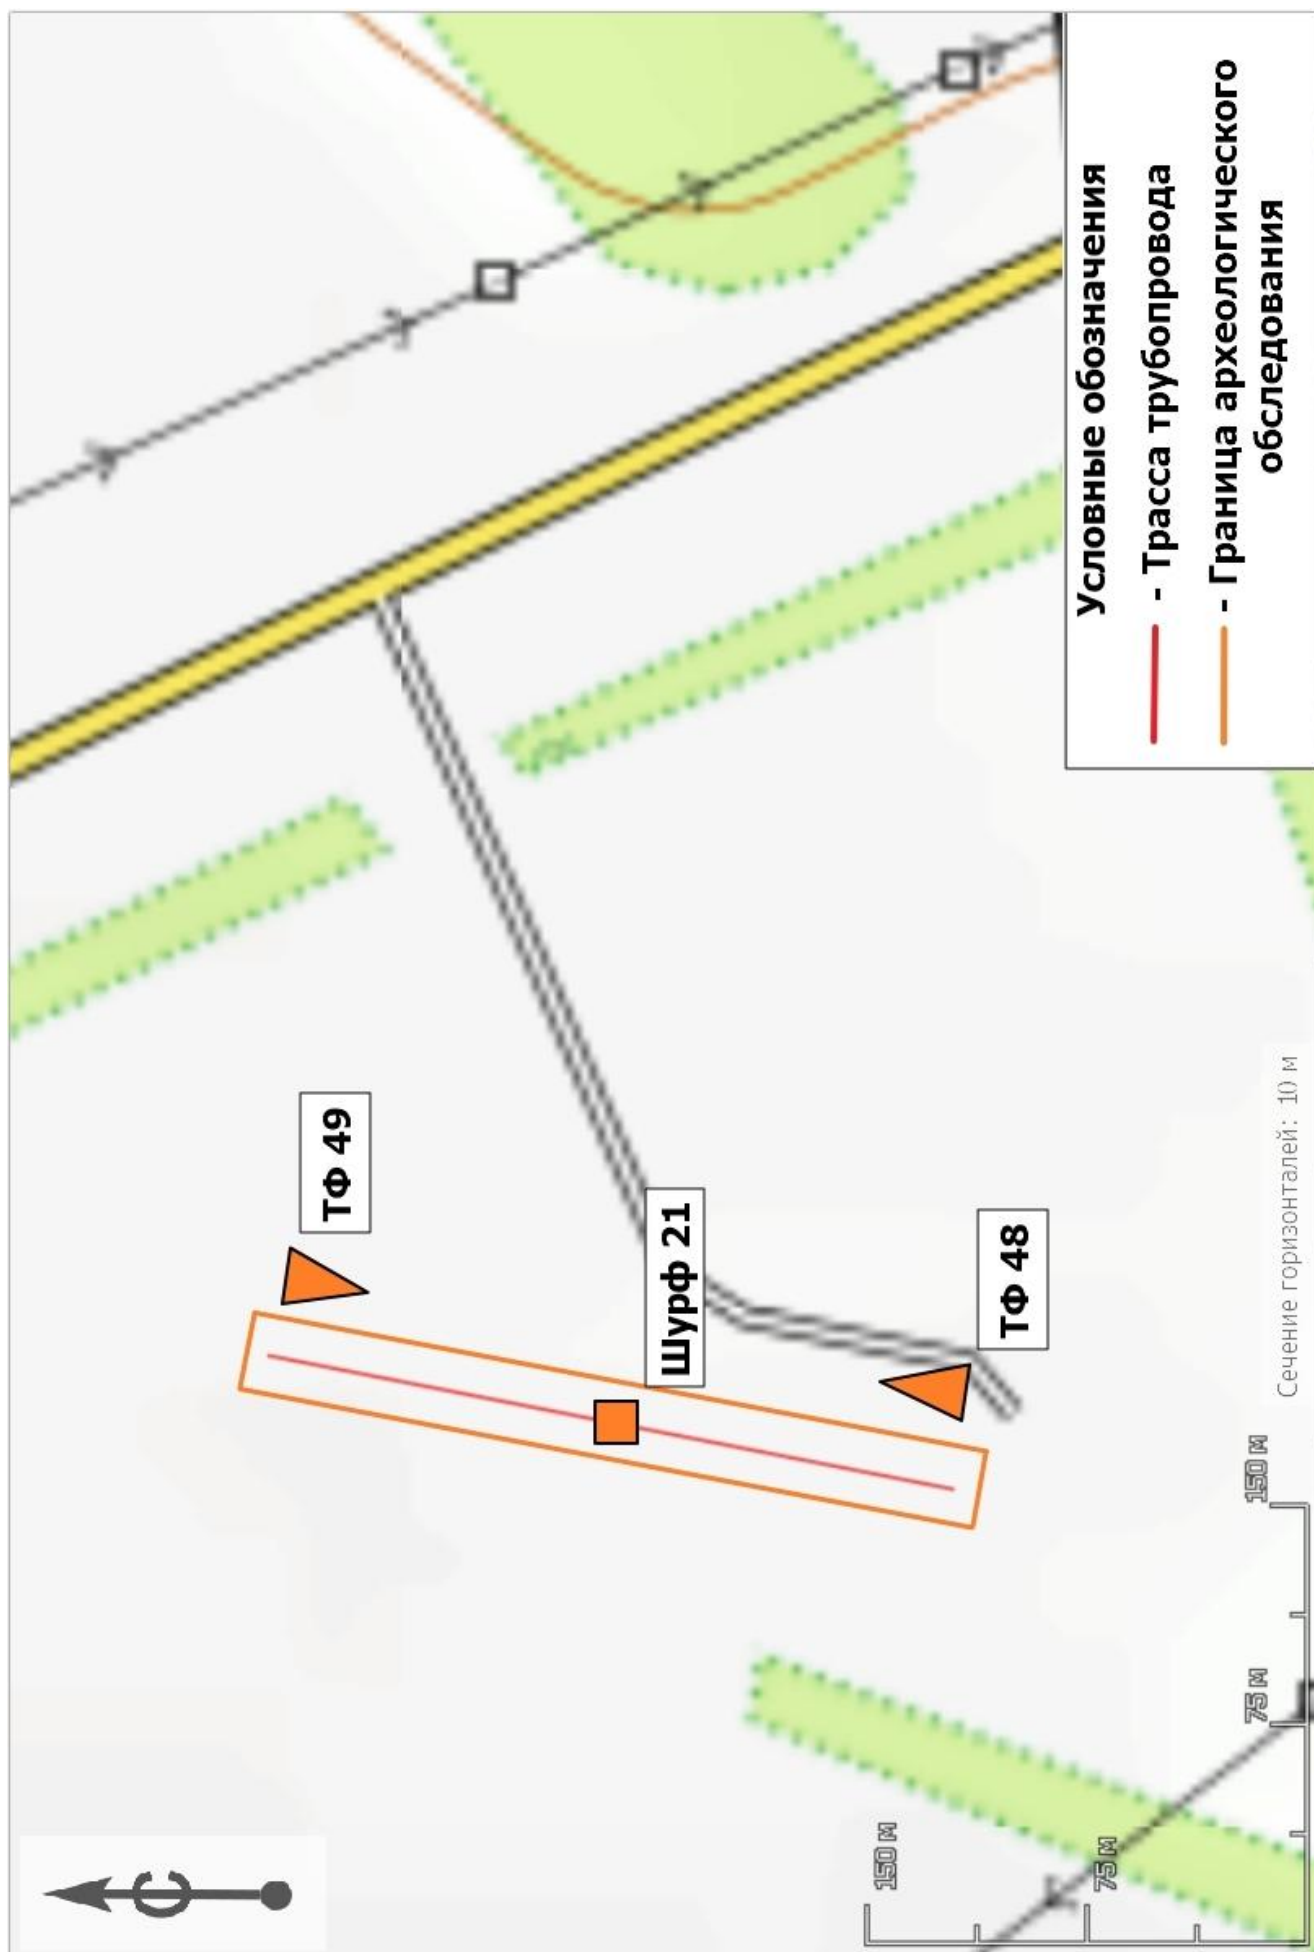 С
ТФ 49
Шурф 21
ТФ 48
150 м
75 м
75 м
150 м
Сечение горизонталей: 10 м
Условные обозначения
- Трасса трубопровода
- Граница археологического
обследования